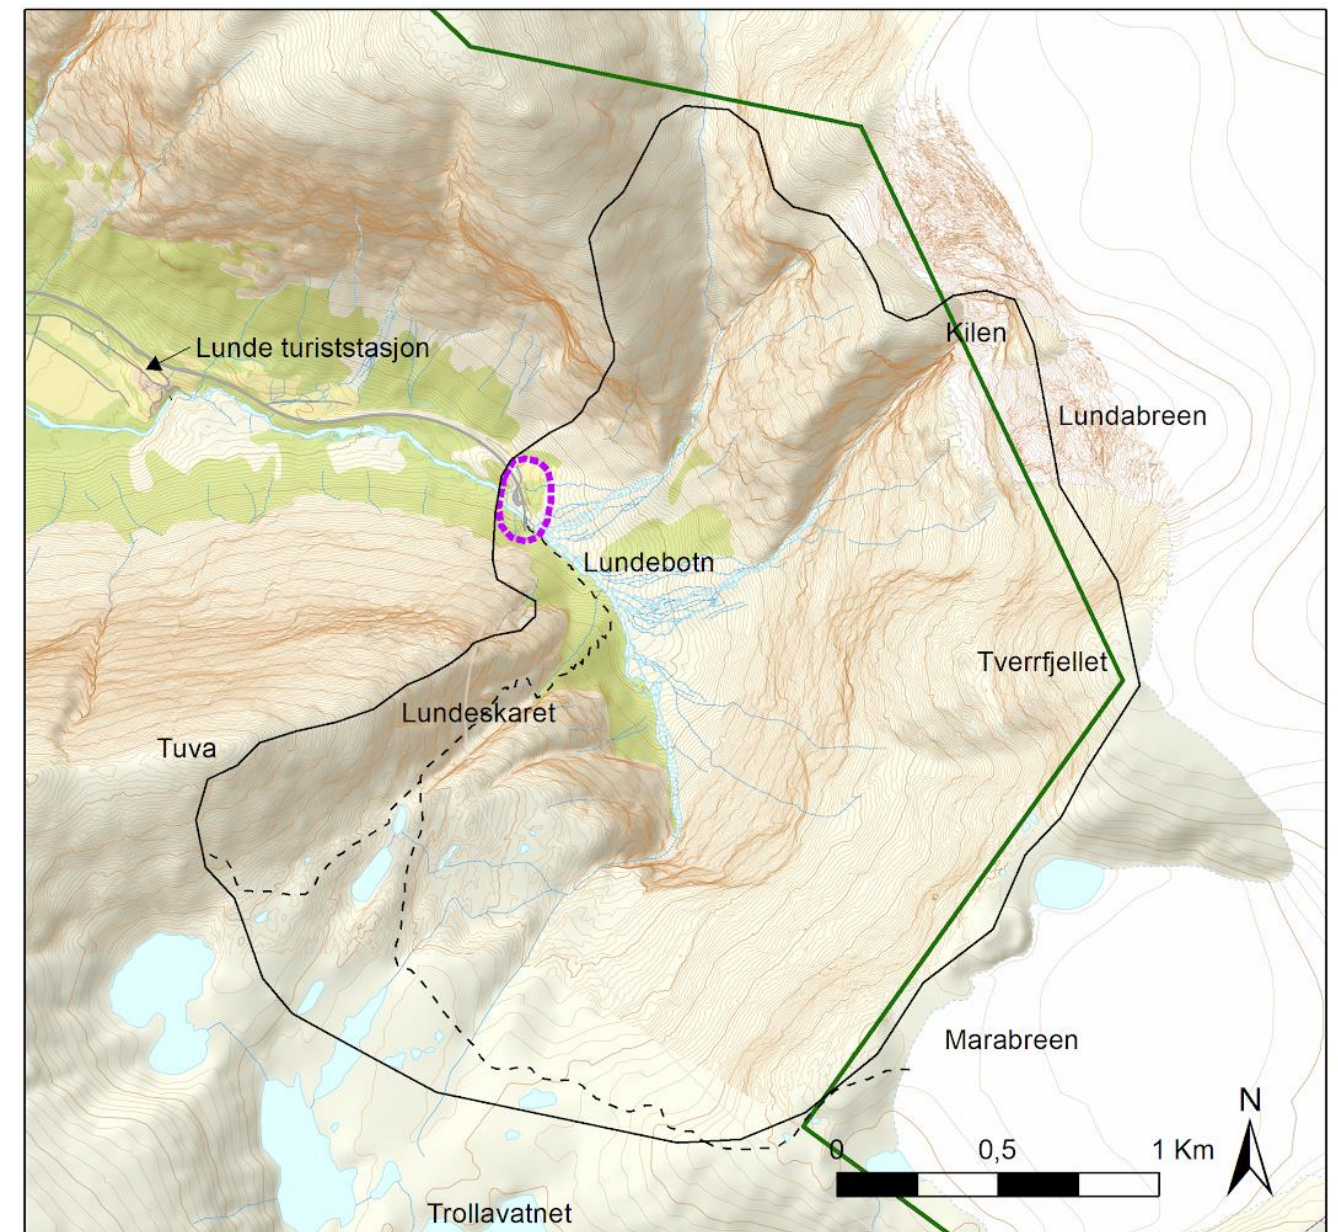 Kilen
Lunde turiststasjon
Lundabreen
Lundebotn
Tverrfjellet
Lundeskaret
Tuva
Marabreen
N
0 0,5 1 Km
Trollavatnet